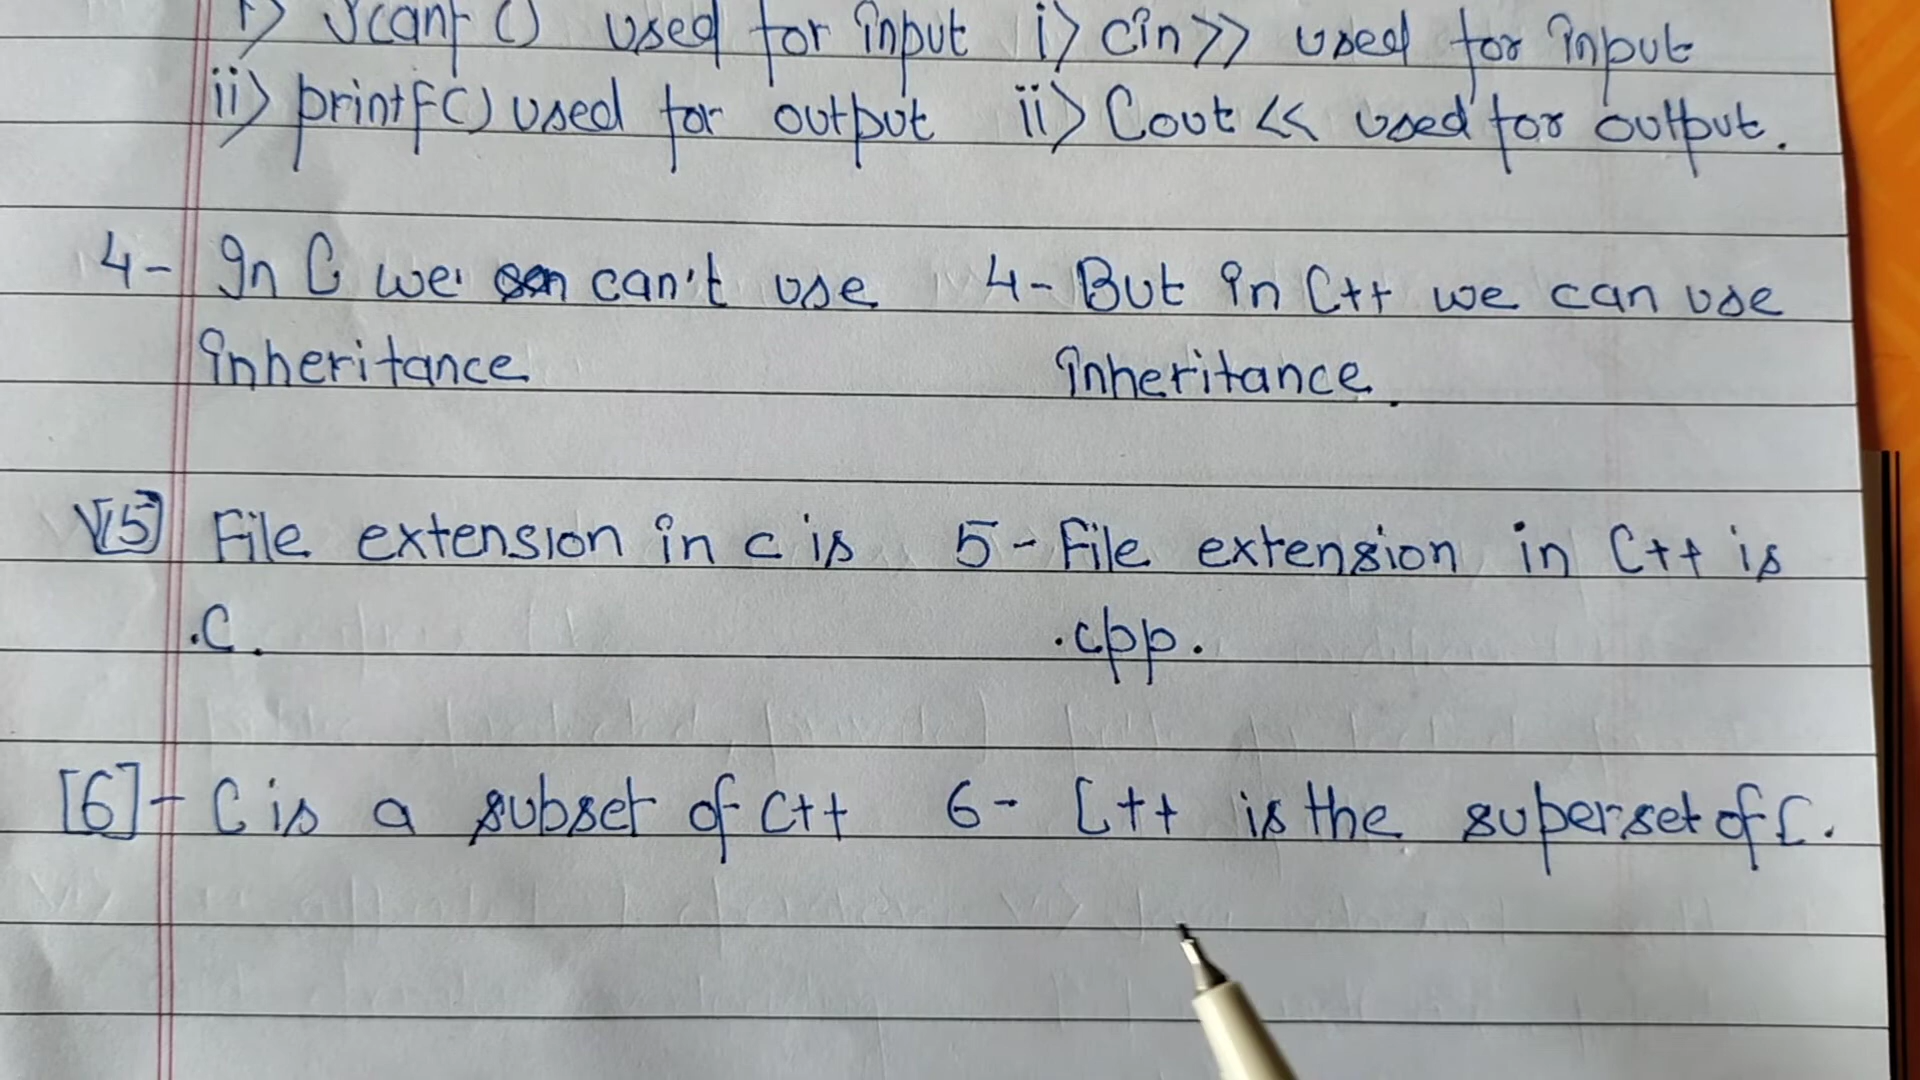 i) Scanf () used for input i) cin>> used for input
ii) printf() used for output ii) Cout << used for output.
4- In C we can't use 4- But in C++ we can use
inheritance inheritance.
5 File extension in c is 5- File extension in C++ is
.C. .cpp.
[6]- C is a subset of C++ 6- C++ is the superset of C.